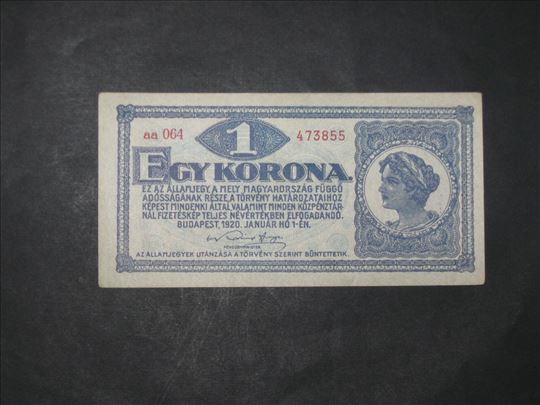 aa 064 1 473855
EGY KORONA.
EZ AZ ÁLLAMJEGY, A MELY MAGYARORSZÁG FÜGGŐ
ADÓSSÁGÁNAK RÉSZE, A TÖRVÉNY HATÁROZATAIHOZ
KÉPEST MINDENKI ÁLTAL, VALAMINT MINDEN KÖZPÉNZTÁR-
NÁL FIZETÉSKÉP TELJES NÉVÉRTÉKBEN ELFOGADANDÓ.
BUDAPEST, 1920. JANUÁR HÓ 1-ÉN.
PÉNZÜGYMINISTER.
AZ ÁLLAMJEGYEK UTÁNZÁSA A TÖRVÉNY SZERINT BÜNTETTETIK.